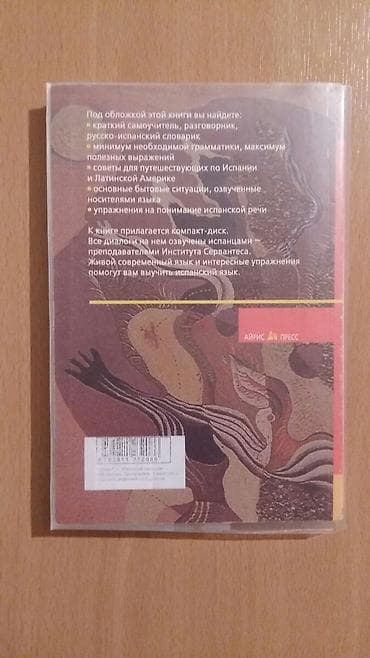 Под обложкой этой книги вы найдете:
• краткий самоучитель, разговорник,
русско-испанский словарик
• минимум необходимой грамматики, максимум
полезных выражений
• советы для путешествующих по Испании
и Латинской Америке
• основные бытовые ситуации, озвученные
носителями языка
• упражнения на понимание испанской речи
К книге прилагается компакт-диск.
Все диалоги на нем озвучены испанцами —
преподавателями Института Сервантеса.
Живой современный язык и интересные упражнения
помогут вам выучить испанский язык.
АЙРИС ПРЕСС